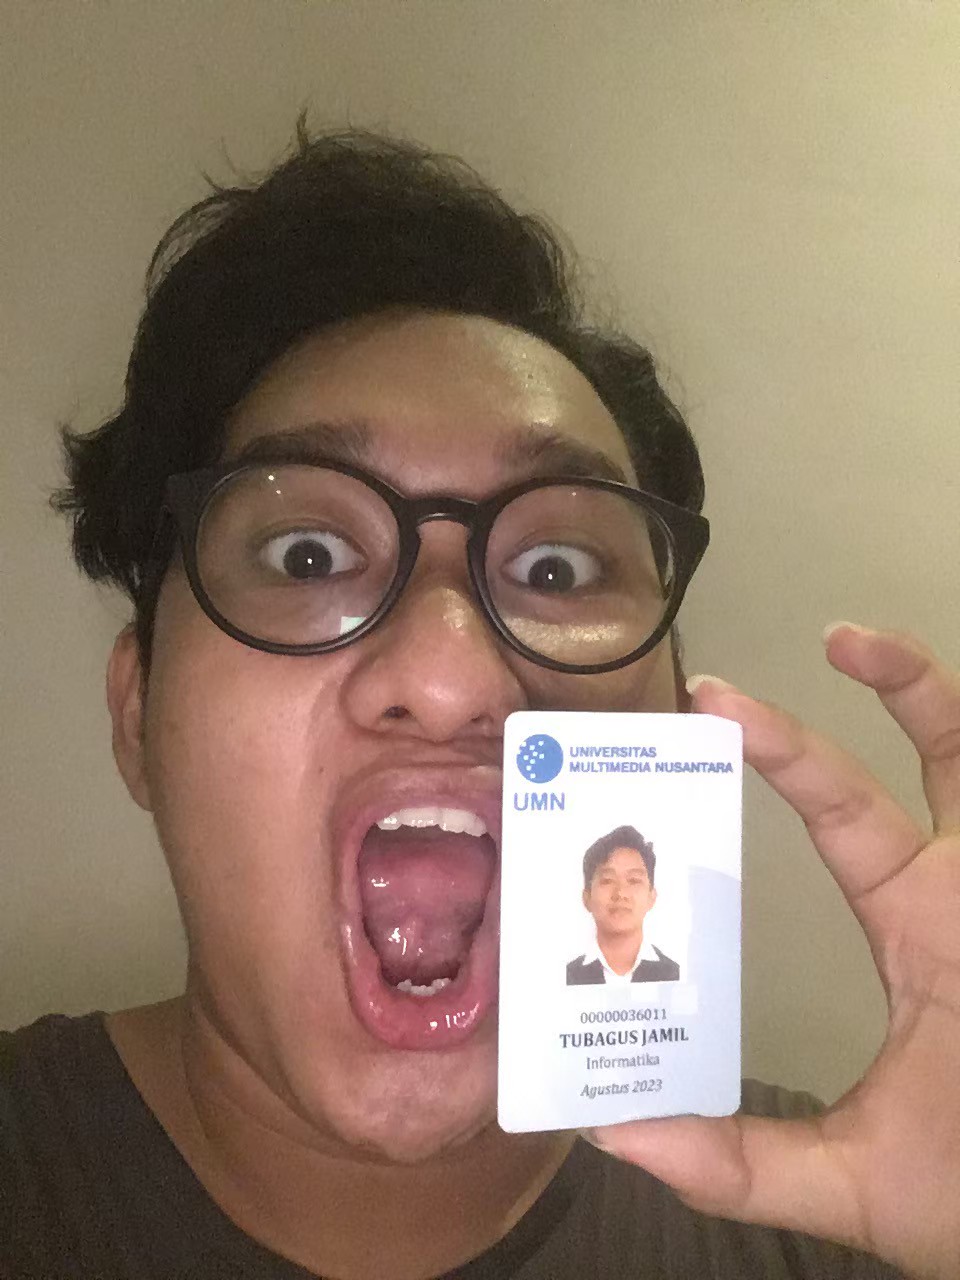 UNIVERSITAS
MULTIMEDIA NUSANTARA
UMN
00000036011
TUBAGUS JAMIL
Informatika
Agustus 2023